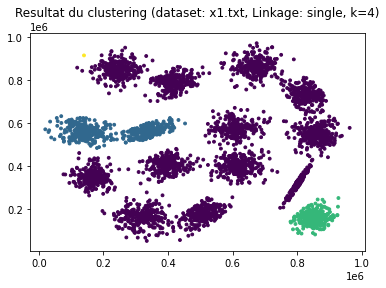 Resultat du clustering (dataset: x1.txt, Linkage: single, k=4)
1e6
1.0
0.8
0.6
0.4
0.2
0.0 0.2 0.4 0.6 0.8 1.0
1e6